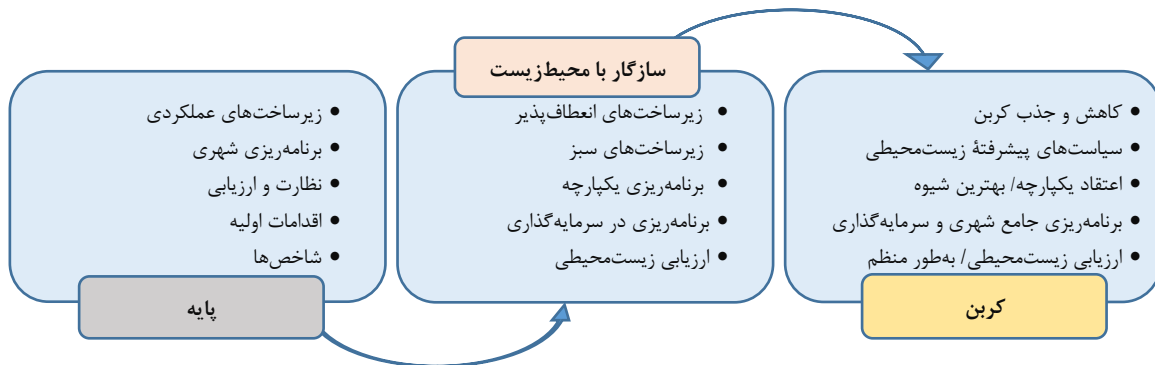 زیرساخت‌های عملکردی
برنامه‌ریزی شهری
نظارت و ارزیابی
اقدامات اولیه
شاخص‌ها
پایه
سازگار با محیط‌زیست
زیرساخت‌های انعطاف‌پذیر
زیرساخت‌های سبز
برنامه‌ریزی یکپارچه
برنامه‌ریزی در سرمایه‌گذاری
ارزیابی زیست‌محیطی
کاهش و جذب کربن
سیاست‌های پیشرفتۀ زیست‌محیطی
اعتقاد یکپارچه/ بهترین شیوه
برنامه‌ریزی جامع شهری و سرمایه‌گذاری
ارزیابی زیست‌محیطی/ به‌طور منظم
کربن